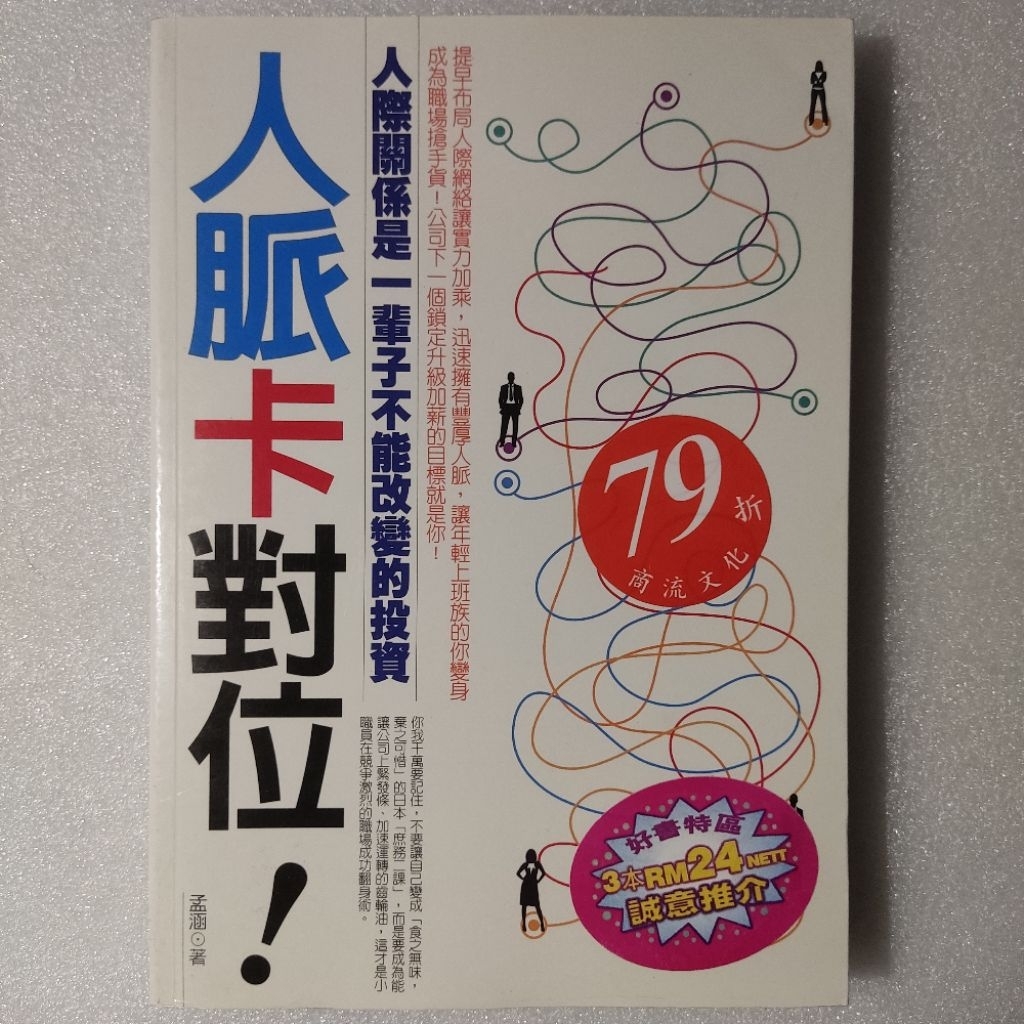 人脈卡對位！
孟涵◎著
人際關係是一輩子不能改變的投資
提早布局人際網絡讓實力加乘，迅速擁有豐厚人脈，讓年輕上班族的你變身
成為職場搶手貨！公司下一個鎖定升級加薪的目標就是你！
你我千萬要記住，不要讓自己變成「食之無味，
棄之可惜」的日本「庶務二課」，而是要成為能
讓公司上緊發條、加速運轉的齒輪油，這才是小
職員在競爭激烈的職場成功翻身術。
79折
商流文化
好書特區
3本RM24 NETT
誠意推介